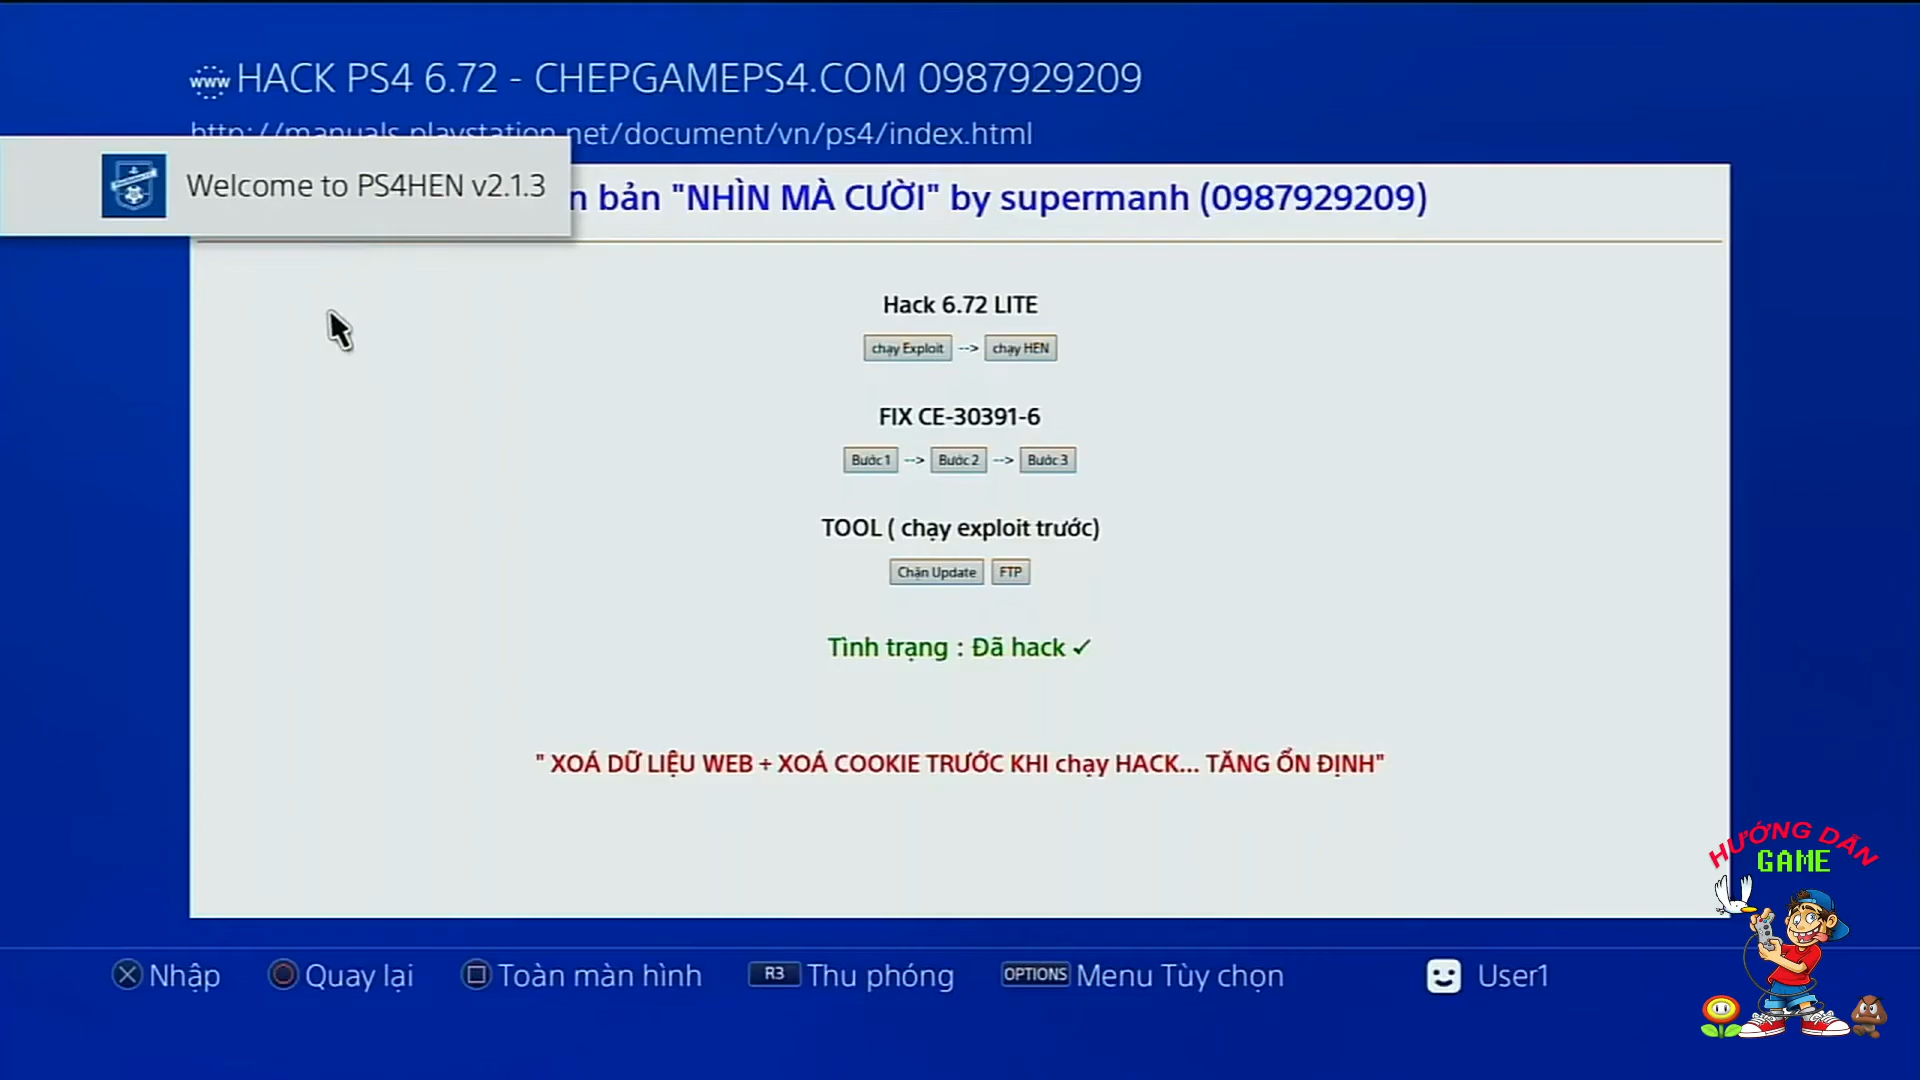 www HACK PS4 6.72 - CHEPGAMEPS4.COM 0987929209
http://manuals.playstation.net/document/vn/ps4/index.html
Welcome to PS4HEN v2.1.3
n bản "NHÌN MÀ CƯỜI" by supermanh (0987929209)
Hack 6.72 LITE
chạy Exploit --> chạy HEN
FIX CE-30391-6
Bước 1 --> Bước 2 --> Bước 3
TOOL ( chạy exploit trước)
Chặn Update FTP
Tình trạng : Đã hack ✓
" XOÁ DỮ LIỆU WEB + XOÁ COOKIE TRƯỚC KHI chạy HACK... TĂNG ỔN ĐỊNH"
HƯỚNG DẪN
GAME
Nhập Quay lại Toàn màn hình R3 Thu phóng OPTIONS Menu Tùy chọn User1